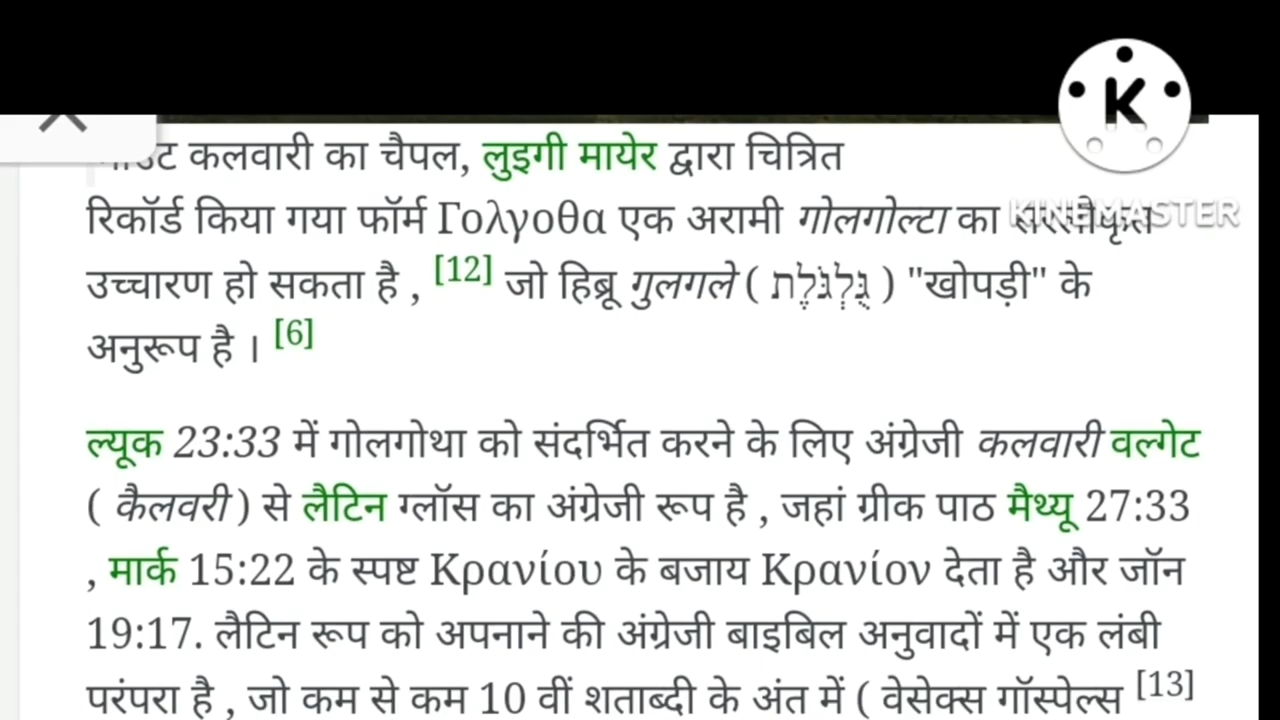 K
KINEMASTER
कलवारी का चैपल, लुइगी मायेर द्वारा चित्रित
रिकॉर्ड किया गया फॉर्म Γολγοθα एक अरामी गोलगोल्टा का
उच्चारण हो सकता है , [12] जो हिब्रू गुलगले ( גֻּלְגֹּלֶת ) "खोपड़ी" के
अनुरूप है । [6]
ल्यूक 23:33 में गोलगोथा को संदर्भित करने के लिए अंग्रेजी कलवारी वल्गेट
( कैलवरी ) से लैटिन ग्लॉस का अंग्रेजी रूप है , जहां ग्रीक पाठ मैथ्यू 27:33
, मार्क 15:22 के स्पष्ट Κρανίου के बजाय Κρανίον देता है और जॉन
19:17. लैटिन रूप को अपनाने की अंग्रेजी बाइबिल अनुवादों में एक लंबी
परंपरा है , जो कम से कम 10 वीं शताब्दी के अंत में ( वेसेक्स गॉस्पेल्स [13]